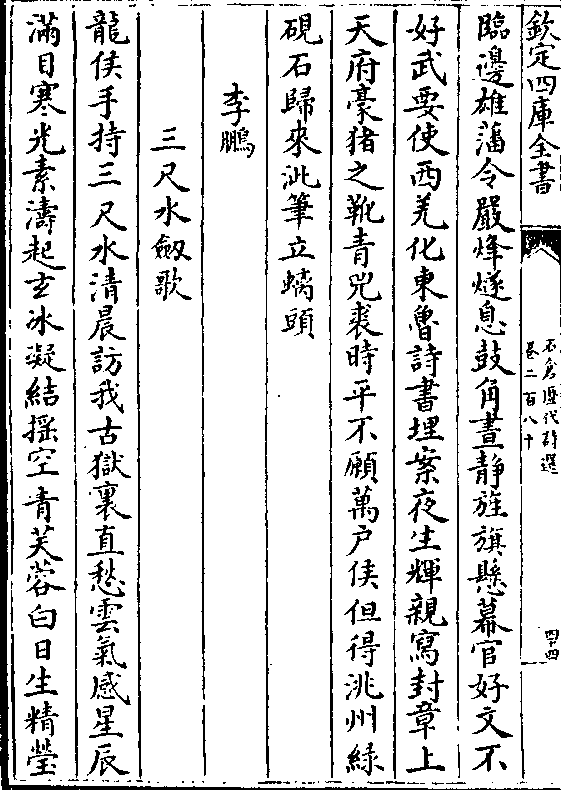 欽定四庫全書
石倉歷代詩選
卷二百八十
四十四
臨邊雄藩令嚴烽燧息鼓角晝静旌旗懸幕官好文不
好武要使西羌化東魯詩書埋案夜生輝親寫封章上
天府豪猪之靴青兕裘時平不願萬户侯但得洮州緑
硯石歸來泚筆立螭頭
李鵬
三尺水劔歌
龍侯手持三尺水清晨訪我古獄裏直愁雲氣感星辰
滿目寒光素濤起玄冰凝結揺空青芙蓉白日生精瑩